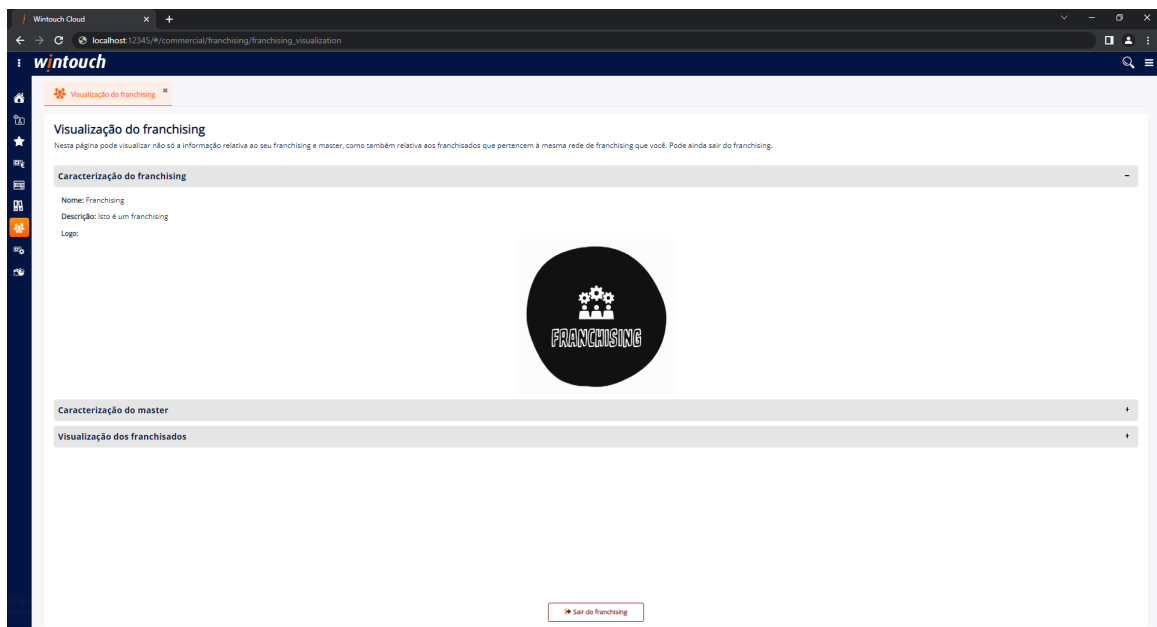 Wintouch Cloud
localhost:12345/#/commercial/franchising/franchising_visualization
wintouch
Visualização do franchising
Visualização do franchising
Nesta página pode visualizar não só a informação relativa ao seu franchising e master, como também relativa aos franchisados que pertencem à mesma rede de franchising que você. Pode ainda sair do franchising.
Caracterização do franchising
Nome: Franchising
Descrição: Isto é um franchising
Logo:
FRANCHISING
Caracterização do master
Visualização dos franchisados
Sair do franchising